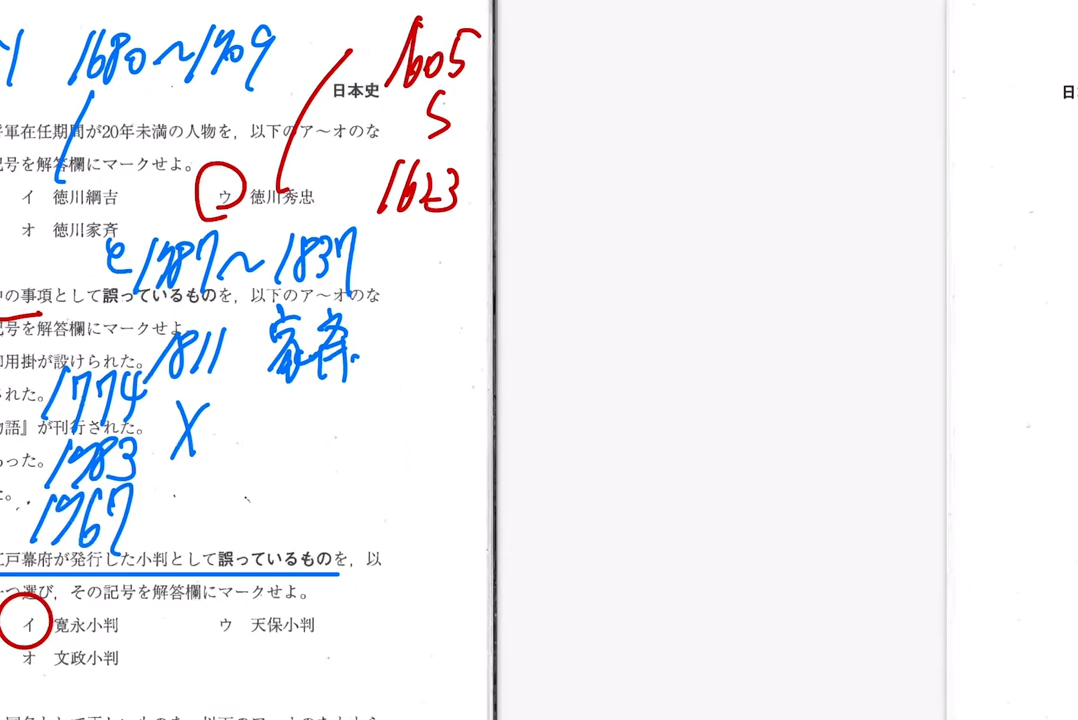 1680～1709
1605
日本史
日
軍在任期間が20年未満の人物を，以下のア～オのな
S
号を解答欄にマークせよ。
1623
イ 徳川綱吉 ウ 徳川秀忠
オ 徳川家斉
1787～1837
の事項として誤っているものを，以下のア～オのな
号を解答欄にマークせよ
1811 家斉
用掛が設けられた。
1774
れた。
語』が刊行された。
X
った。
1783
1767
江戸幕府が発行した小判として誤っているものを，以
つ選び，その記号を解答欄にマークせよ。
イ 寛永小判 ウ 天保小判
オ 文政小判